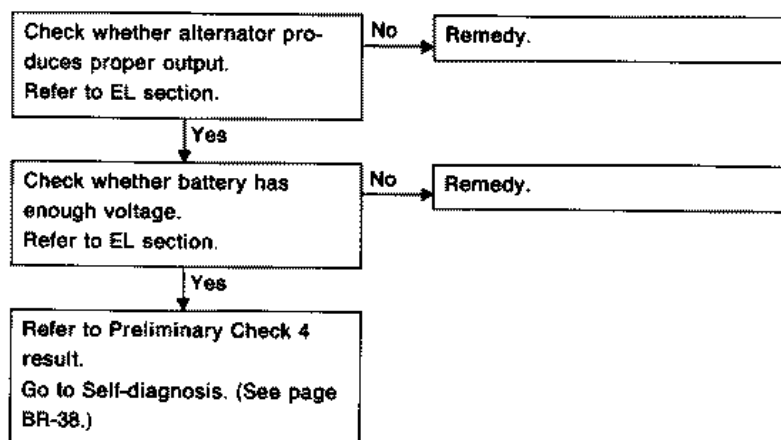 Check whether alternator pro-
duces proper output.
Refer to EL section.
No
Remedy.
Yes
Check whether battery has
enough voltage.
Refer to EL section.
No
Remedy.
Yes
Refer to Preliminary Check 4
result.
Go to Self-diagnosis. (See page
BR-38.)